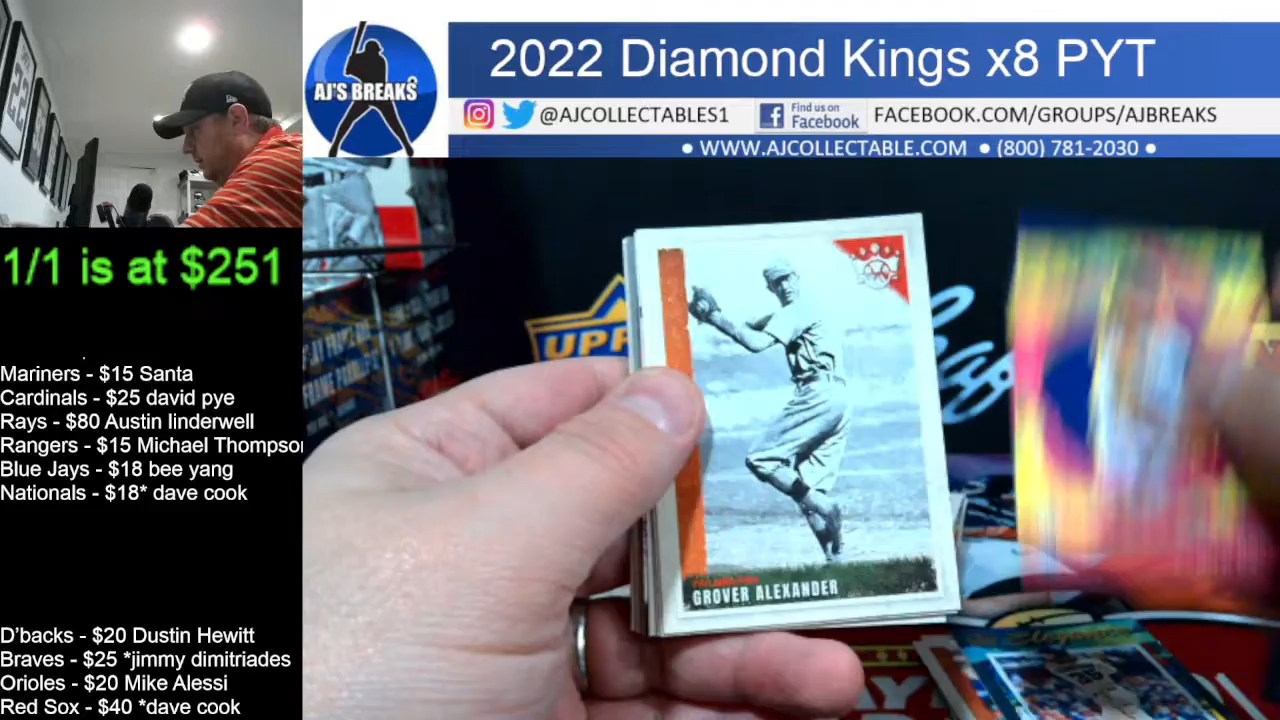 AJ'S BREAKS
2022 Diamond Kings x8 PYT
@AJCOLLECTABLES1
Find us on
Facebook
FACEBOOK.COM/GROUPS/AJBREAKS
• WWW.AJCOLLECTABLE.COM • (800) 781-2030 •
1/1 is at $251
Mariners - $15 Santa
Cardinals - $25 david pye
Rays - $80 Austin linderwell
Rangers - $15 Michael Thompson
Blue Jays - $18 bee yang
Nationals - $18* dave cook
D'backs - $20 Dustin Hewitt
Braves - $25 *jimmy dimitriades
Orioles - $20 Mike Alessi
Red Sox - $40 *dave cook
UPP
PHILADELPHIA
GROVER ALEXANDER